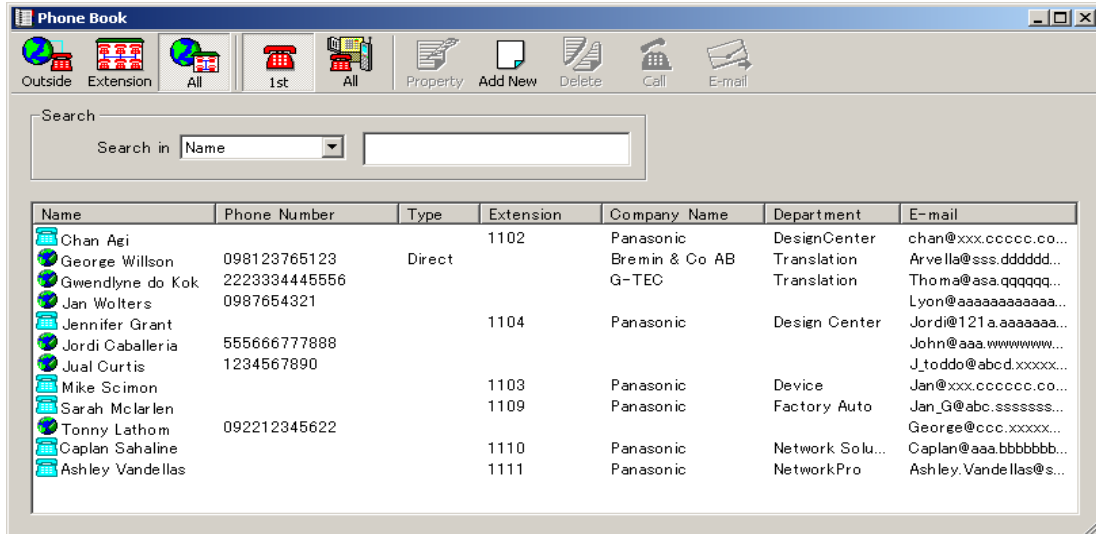 Phone Book
Outside Extension All 1st All Property Add New Delete Call E-mail
Search
Search in Name
Name Phone Number Type Extension Company Name Department E-mail
Chan Agi 1102 Panasonic DesignCenter chan@xxx.ccccc.co...
George Willson 098123765123 Direct Bremin & Co AB Translation Arvella@sss.dddddd...
Gwendlyne do Kok 2223334445556 G-TEC Translation Thoma@asa.qqqqqq...
Jan Wolters 0987654321 Lyon@aaaaaaaaaaaa...
Jennifer Grant 1104 Panasonic Design Center Jordi@121a.aaaaaaa...
Jordi Caballeria 555666777888 John@aaa.wwwwwww...
Jual Curtis 1234567890 J_toddo@abcd.xxxxx...
Mike Scimon 1103 Panasonic Device Jan@xxx.cccccc.co...
Sarah Mclarlen 1109 Panasonic Factory Auto Jan_G@abc.sssssss...
Tonny Lathom 092212345622 George@ccc.xxxxx...
Caplan Sahaline 1110 Panasonic Network Solu... Caplan@aaa.bbbbbbb...
Ashley Vandellas 1111 Panasonic NetworkPro Ashley.Vandellas@s...